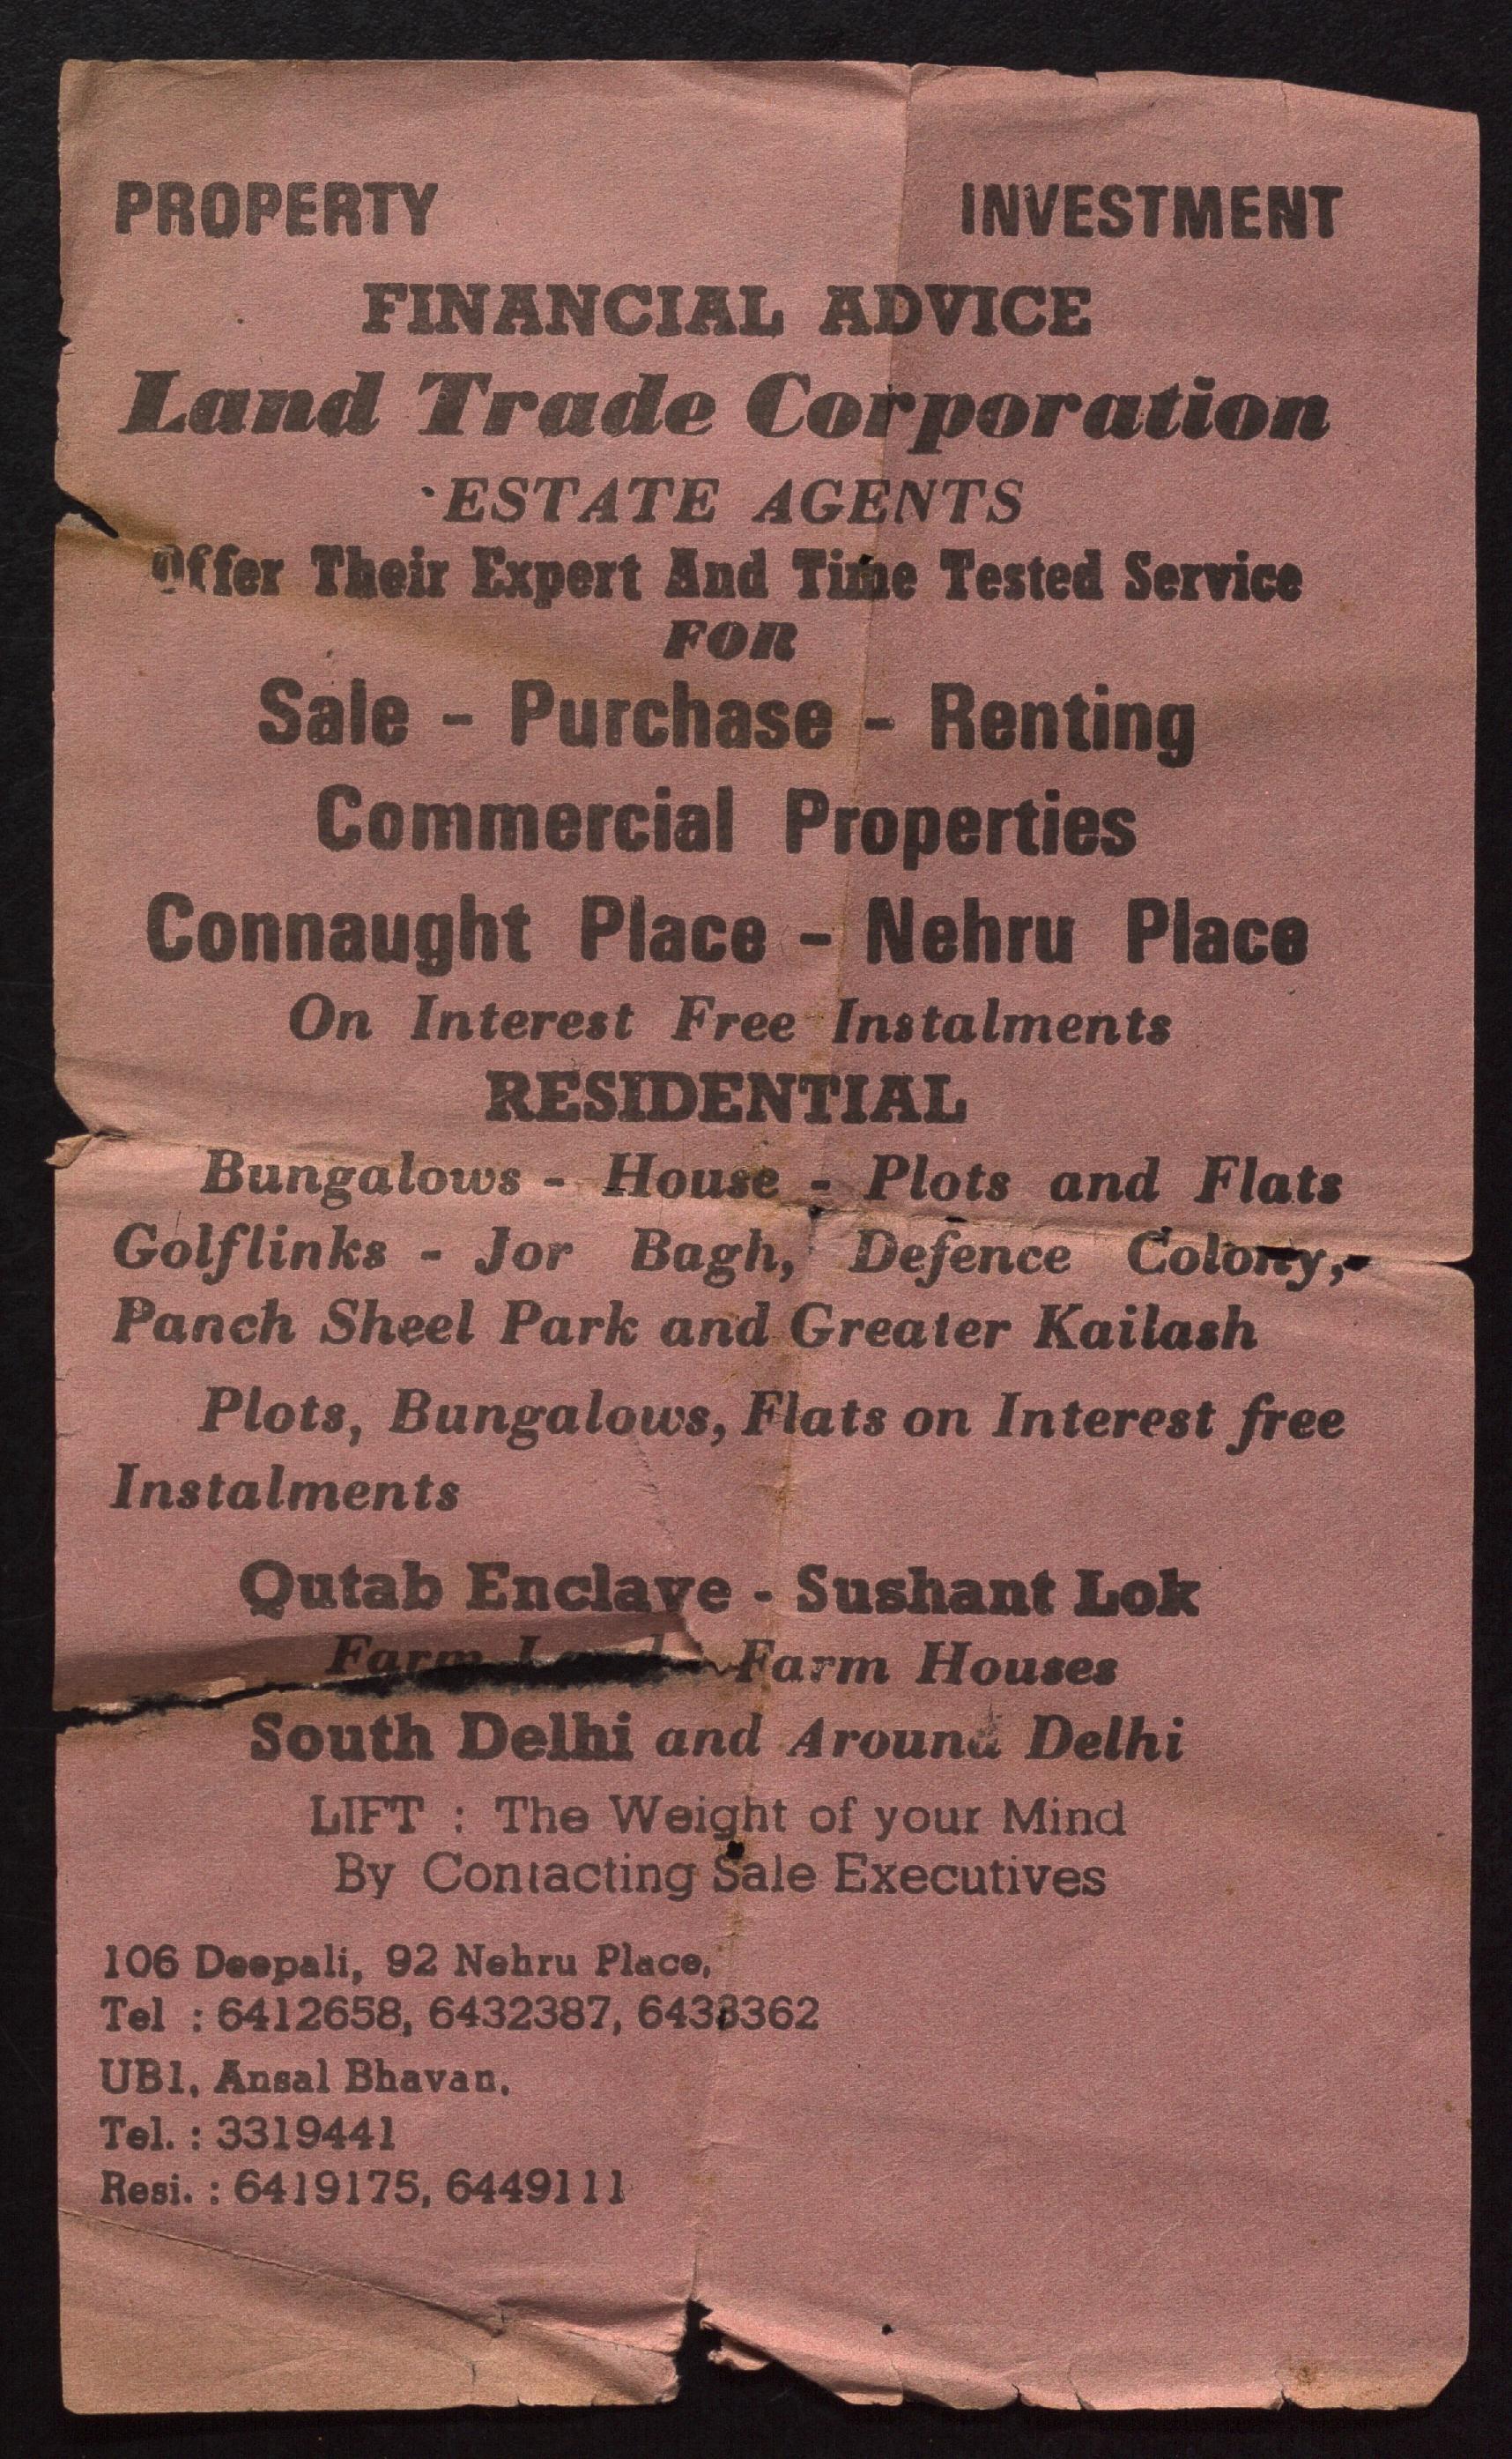 PROPERTY INVESTMENT
FINANCIAL ADVICE
Land Trade Corporation
ESTATE AGENTS
Offer Their Expert And Time Tested Service
FOR
Sale - Purchase - Renting
Commercial Properties
Connaught Place - Nehru Place
On Interest Free Instalments
RESIDENTIAL
Bungalows - House - Plots and Flats
Golflinks - Jor Bagh, Defence Colony,
Panch Sheel Park and Greater Kailash
Plots, Bungalows, Flats on Interest free
Instalments
Qutab Enclave - Sushant Lok
Farm Land Farm Houses
South Delhi and Around Delhi
LIFT : The Weight of your Mind
By Contacting Sale Executives
106 Deepali, 92 Nehru Place,
Tel : 6412658, 6432387,
UB1, Ansal Bhavan,
Tel. : 3319441
Resi. : 6419175, 6449111